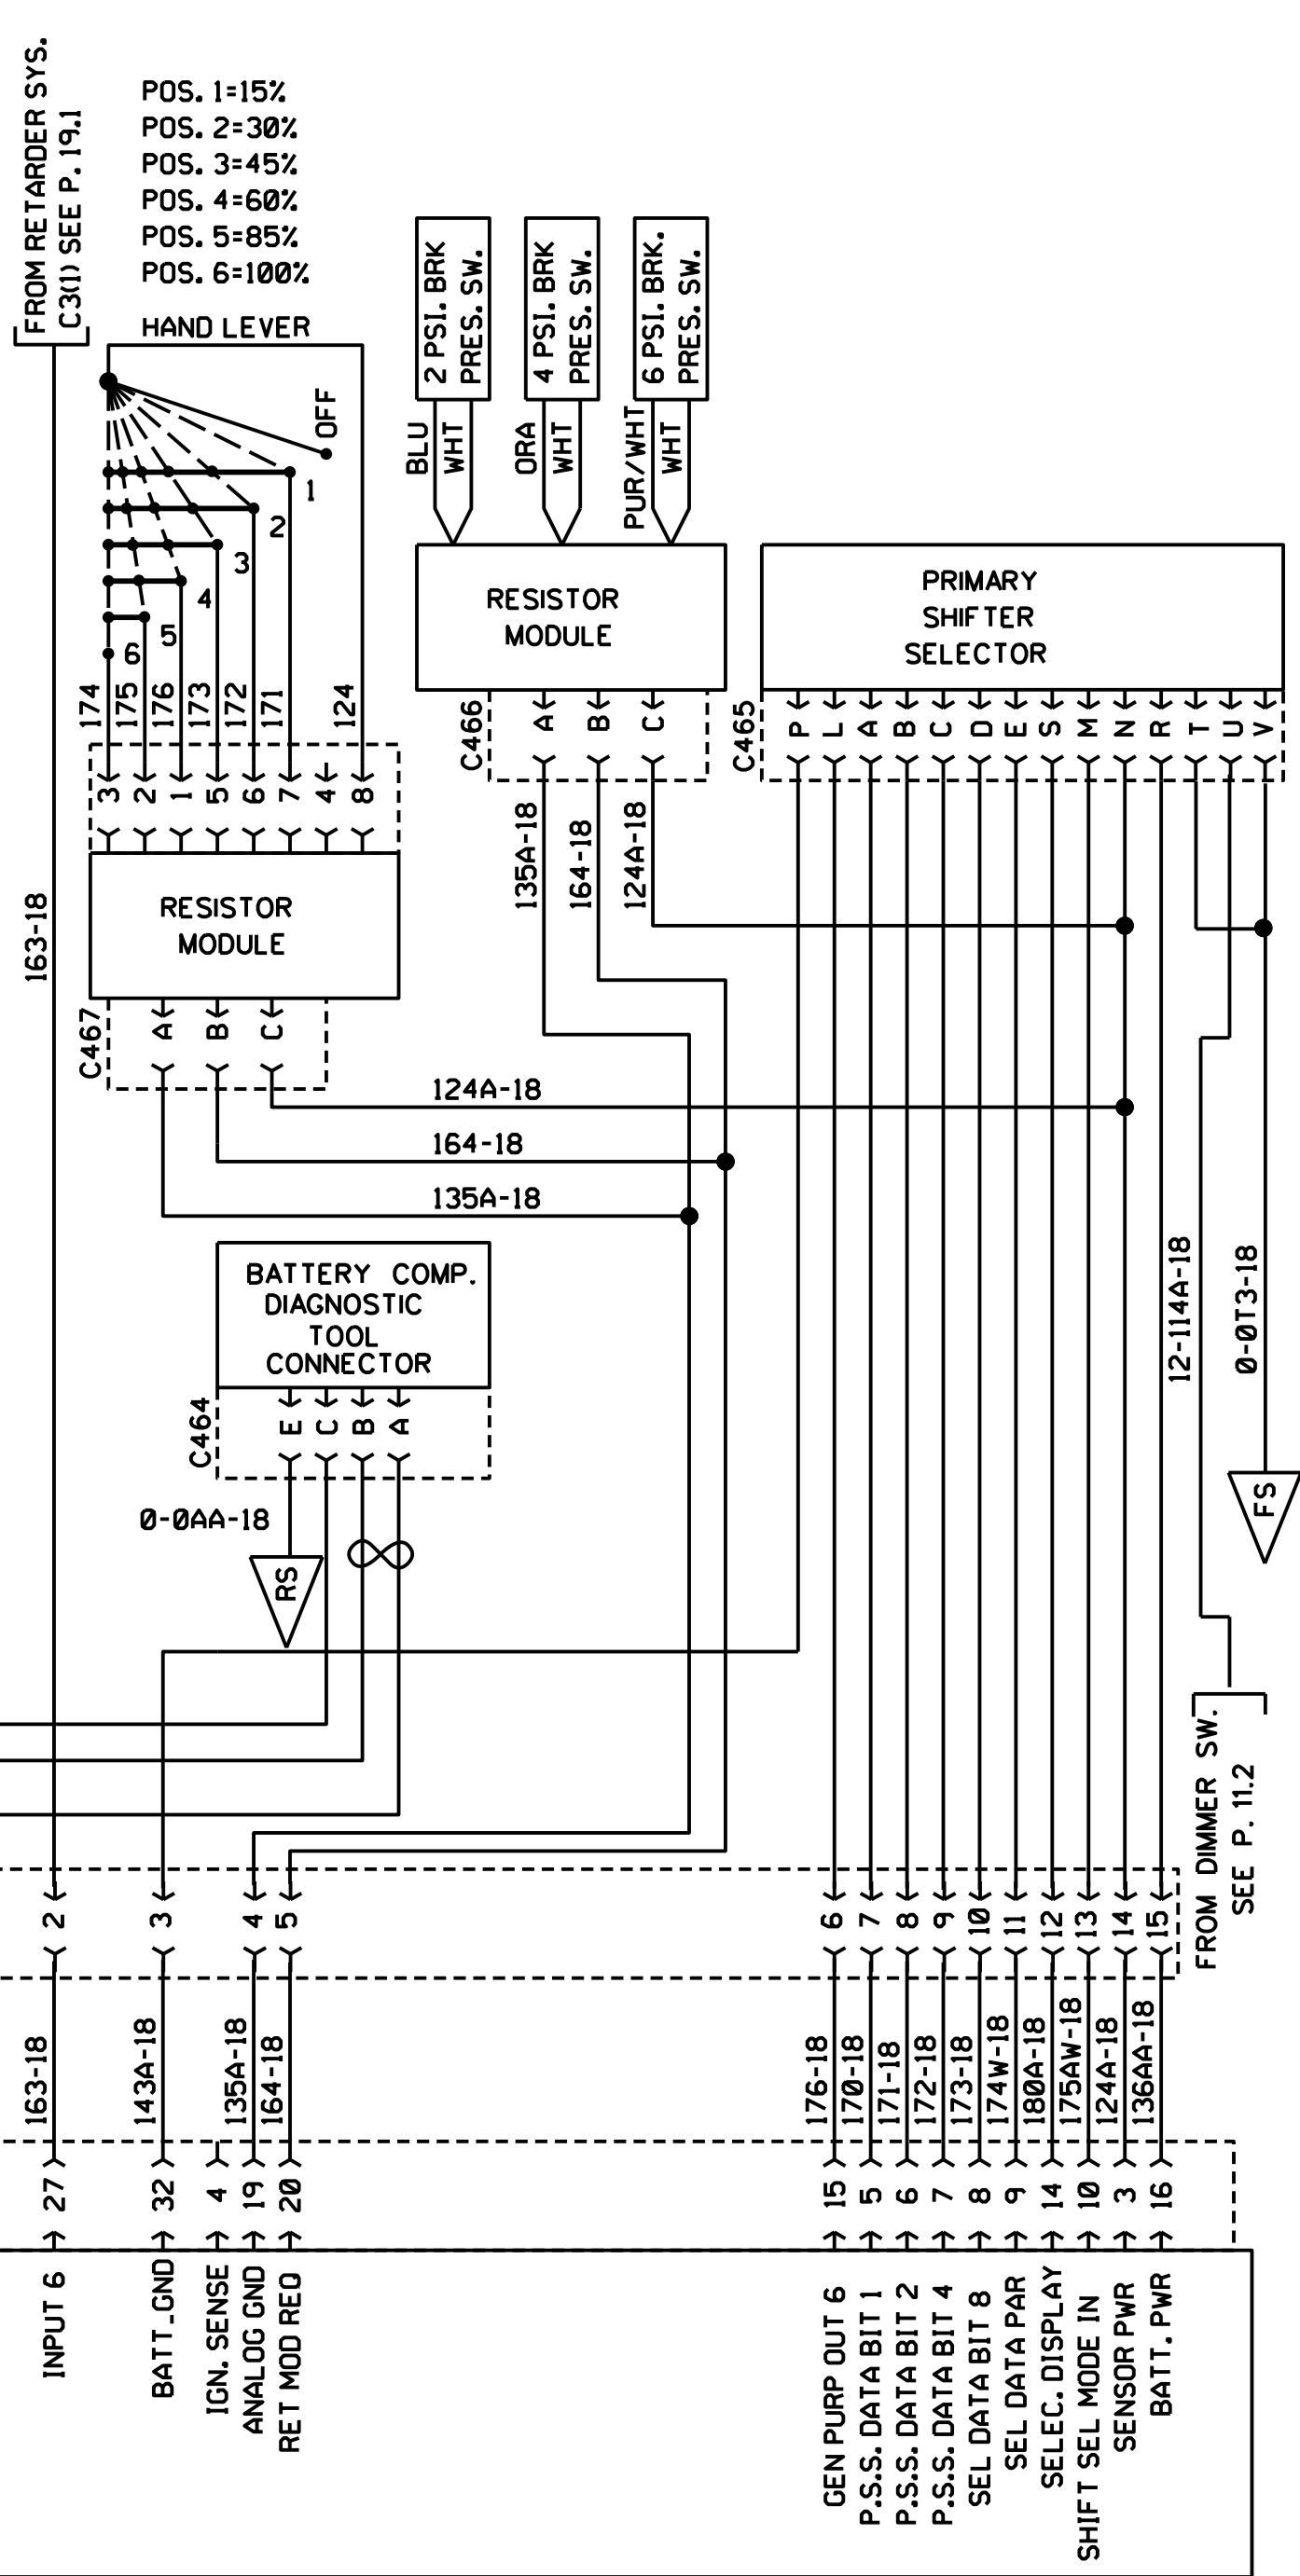 FROM RETARDER SYS.
C3(1) SEE P. 19.1
POS. 1=15%
POS. 2=30%
POS. 3=45%
POS. 4=60%
POS. 5=85%
POS. 6=100%
HAND LEVER
OFF
1
2
3
4
5
6
174
175
176
173
172
171
124
3
2
1
5
6
7
4
8
RESISTOR
MODULE
C467
A
B
C
163-18
2 PSI. BRK
PRES. SW.
4 PSI. BRK
PRES. SW.
6 PSI. BRK.
PRES. SW.
BLU
WHT
ORA
WHT
PUR/WHT
WHT
RESISTOR
MODULE
C466
A
B
C
135A-18
164-18
124A-18
PRIMARY
SHIFTER
SELECTOR
C465
P
L
A
B
C
D
E
S
M
N
R
T
U
V
124A-18
164-18
135A-18
BATTERY COMP.
DIAGNOSTIC
TOOL
CONNECTOR
C464
E
C
B
A
0-0AA-18
RS
12-114A-18
0-0T3-18
FS
FROM DIMMER SW.
SEE P. 11.2
2
3
4
5
6
7
8
9
10
11
12
13
14
15
163-18
143A-18
135A-18
164-18
176-18
170-18
171-18
172-18
173-18
174W-18
180A-18
175AW-18
124A-18
136AA-18
27
32
4
19
20
15
5
6
7
8
9
14
10
3
16
INPUT 6
BATT.GND
IGN. SENSE
ANALOG GND
RET MOD REQ
GEN PURP OUT 6
P.S.S. DATA BIT 1
P.S.S. DATA BIT 2
P.S.S. DATA BIT 4
SEL DATA BIT 8
SEL DATA PAR
SELEC. DISPLAY
SHIFT SEL MODE IN
SENSOR PWR
BATT. PWR